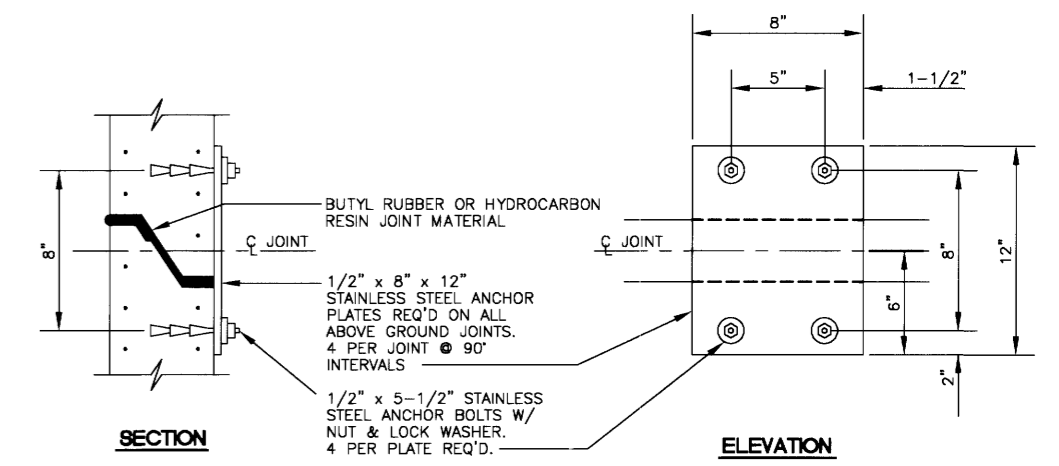 8"
5"
1-1/2"
BUTYL RUBBER OR HYDROCARBON
RESIN JOINT MATERIAL
8"
℄ JOINT
℄ JOINT
8"
12"
6"
1/2" x 8" x 12"
STAINLESS STEEL ANCHOR
PLATES REQ'D ON ALL
ABOVE GROUND JOINTS.
4 PER JOINT @ 90°
INTERVALS
2"
1/2" x 5-1/2" STAINLESS
STEEL ANCHOR BOLTS W/
NUT & LOCK WASHER.
4 PER PLATE REQ'D.
SECTION
ELEVATION